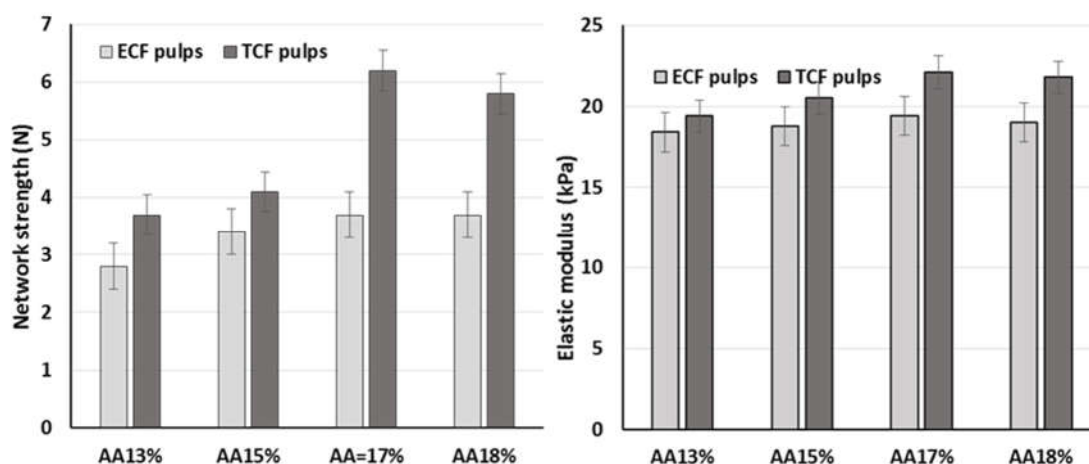 Network strength (N)
7
6
5
4
3
2
1
0
ECF pulps
TCF pulps
AA13%
AA15%
AA=17%
AA18%
Elastic modulus (kPa)
25
20
15
10
5
0
ECF pulps
TCF pulps
AA13%
AA15%
AA17%
AA18%